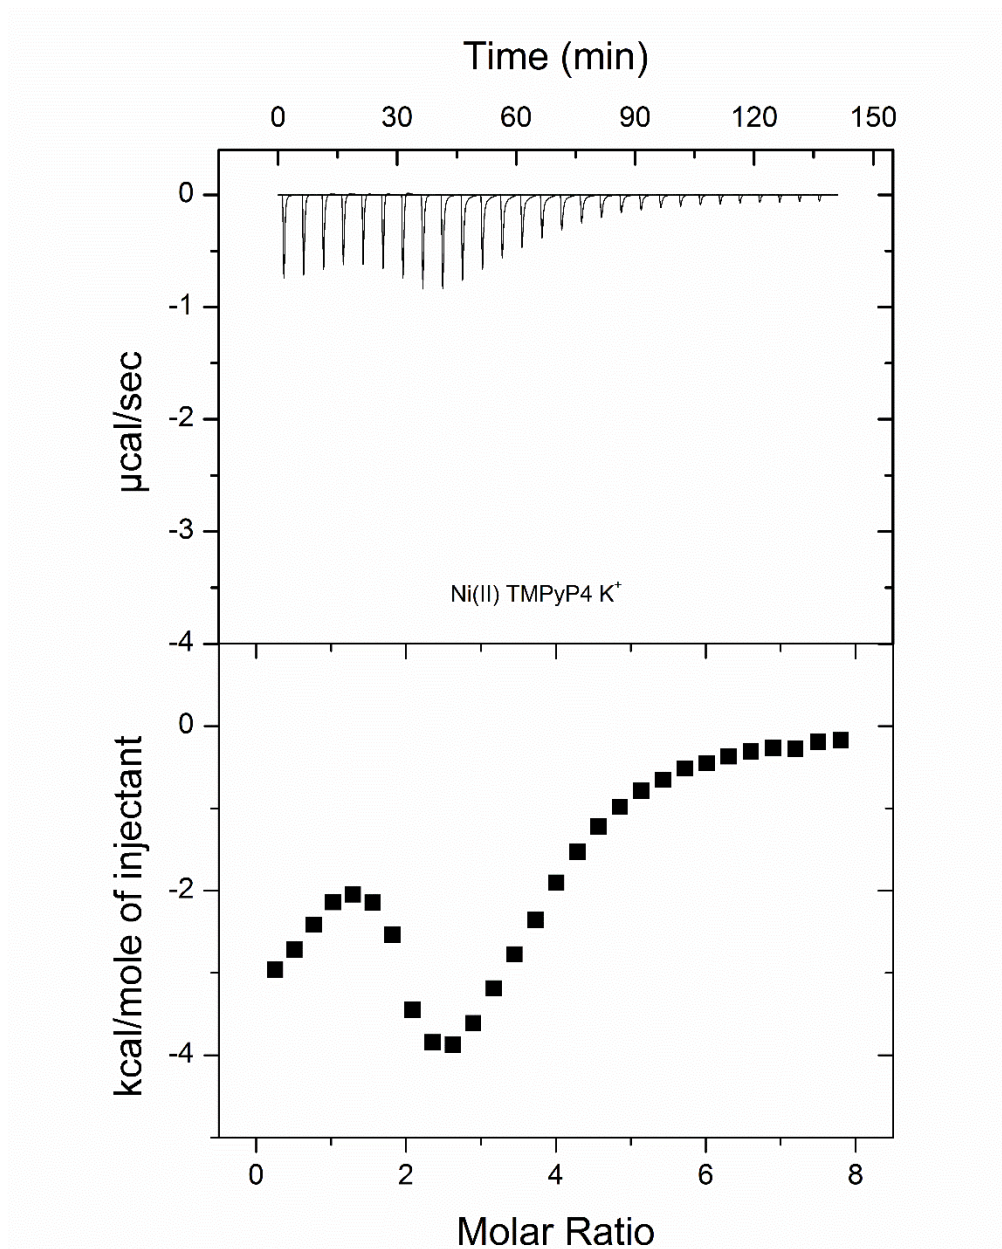 Time (min)
0 30 60 90 120 150
0
-1
µcal/sec
-2
-3
Ni(II) TMPyP4 K⁺
-4
0
kcal/mole of injectant
-2
-4
0 2 4 6 8
Molar Ratio